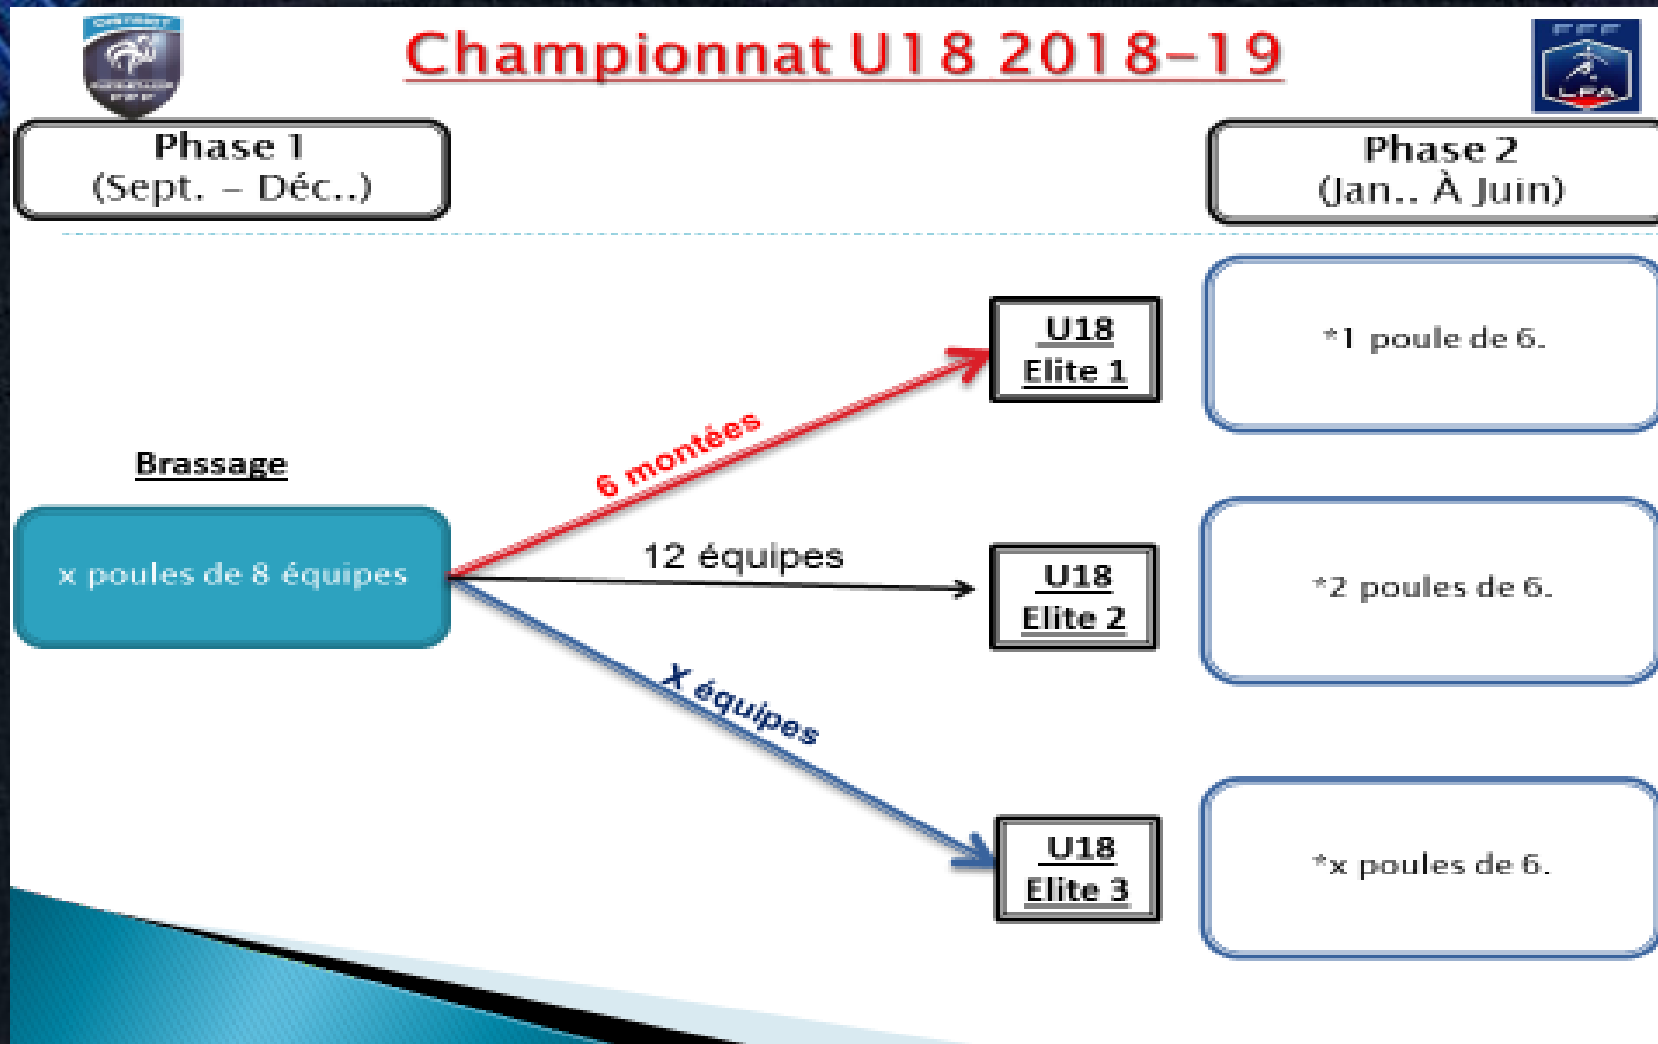 Championnat U18 2018-19
FFF
LFA
Phase 1
(Sept. – Déc..)
Phase 2
(Jan.. À Juin)
U18
Elite 1
*1 poule de 6.
6 montées
Brassage
x poules de 8 équipes
12 équipes
U18
Elite 2
*2 poules de 6.
X équipes
U18
Elite 3
*x poules de 6.